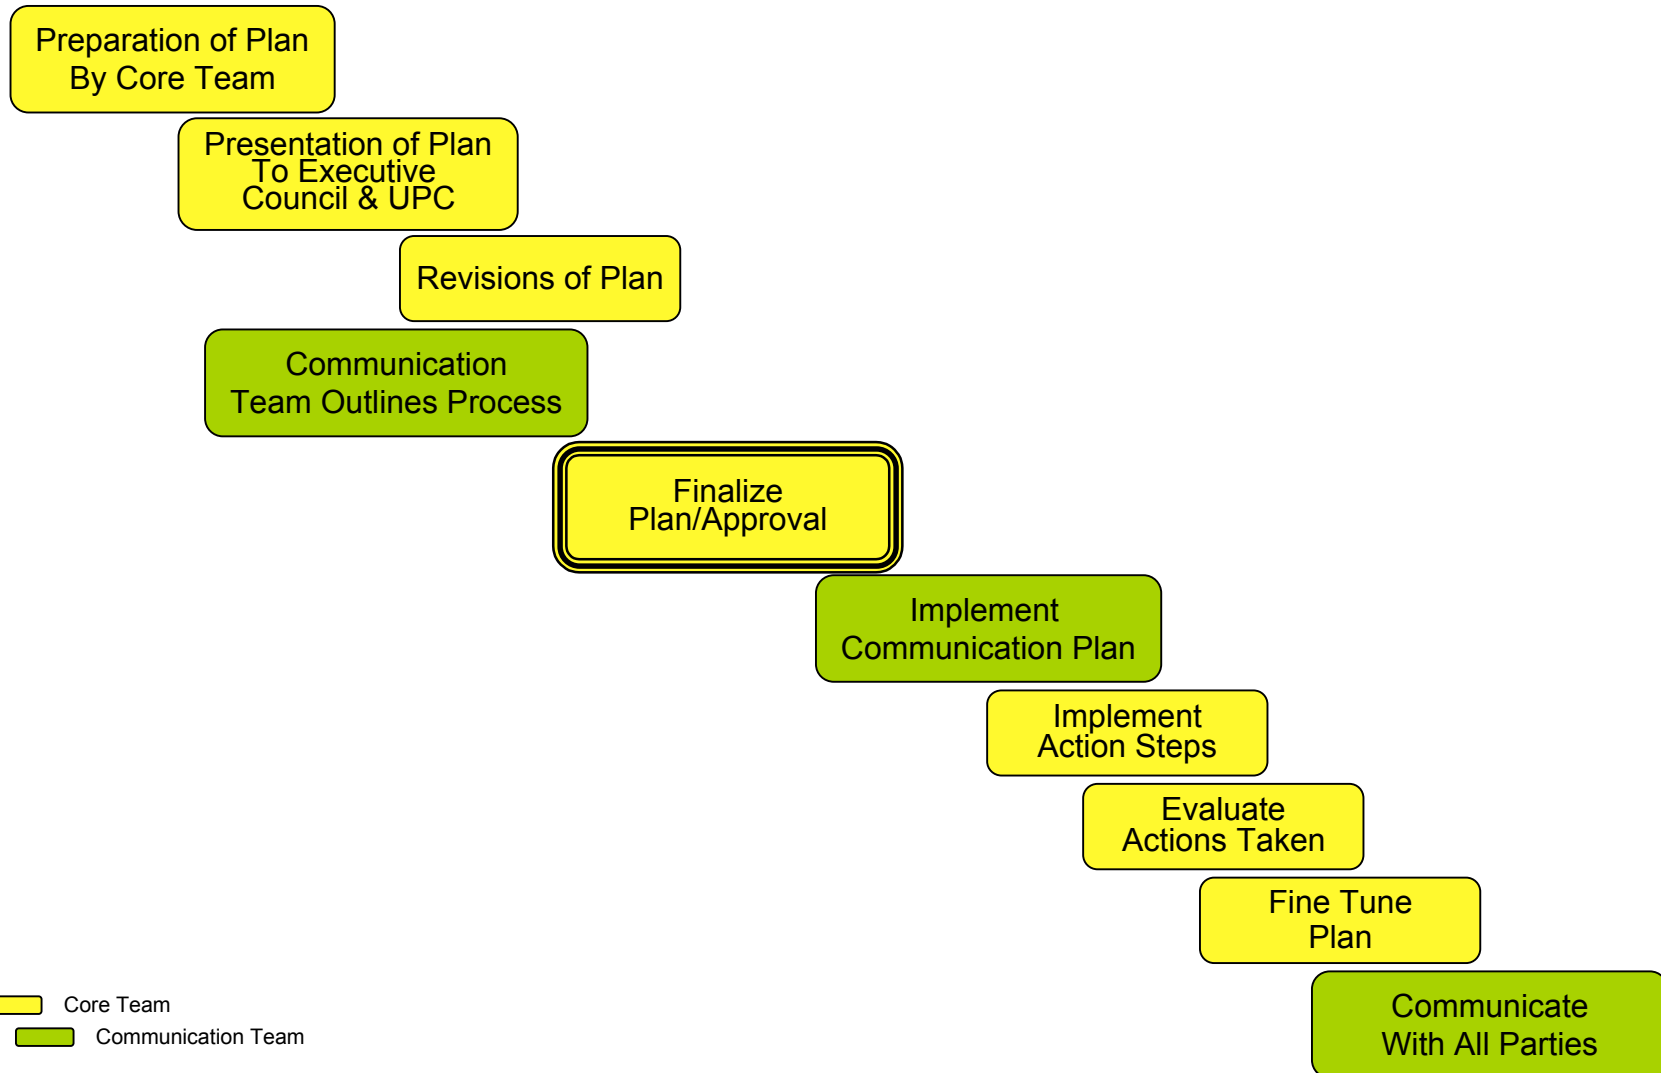 Preparation of Plan
By Core Team
Presentation of Plan
To Executive
Council & UPC
Revisions of Plan
Communication
Team Outlines Process
Finalize
Plan/Approval
Implement
Communication Plan
Implement
Action Steps
Evaluate
Actions Taken
Fine Tune
Plan
Communicate
With All Parties
Core Team
Communication Team